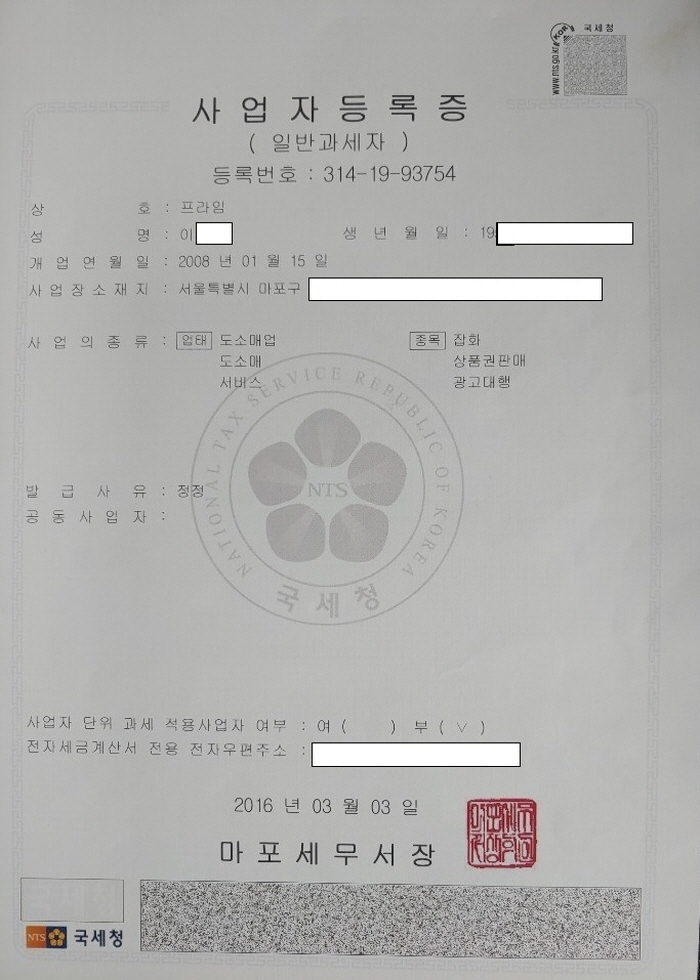 국세청
KOR
www.nts.go.kr
사업자등록증
( 일반과세자 )
등록번호 : 314-19-93754
상 호 : 프라임
성 명 : 이 생 년 월 일 : 19
개 업 연 월 일 : 2008 년 01 월 15 일
사 업 장 소 재 지 : 서울특별시 마포구
사 업 의 종 류 : 업태 도소매업 종목 잡화
도소매 상품권판매
서비스 광고대행
NATIONAL TAX SERVICE REPUBLIC OF KOREA
NTS
국세청
발 급 사 유 : 정정
공 동 사 업 자 :
사업자 단위 과세 적용사업자 여부 : 여 ( ) 부 ( ∨ )
전자세금계산서 전용 전자우편주소 :
2016 년 03 월 03 일
마포세무서장
국세청
NTS 국세청